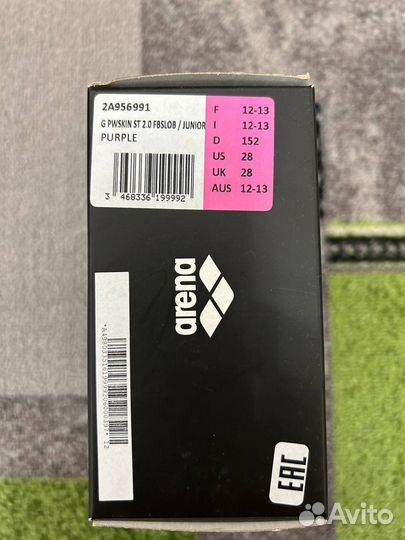 2A956991
G PWSKIN ST 2.0 FBSLOB / JUNIOR
PURPLE
3 468336 199992
F 12-13
I 12-13
D 152
US 28
UK 28
AUS 12-13
arena
EAC
Avito